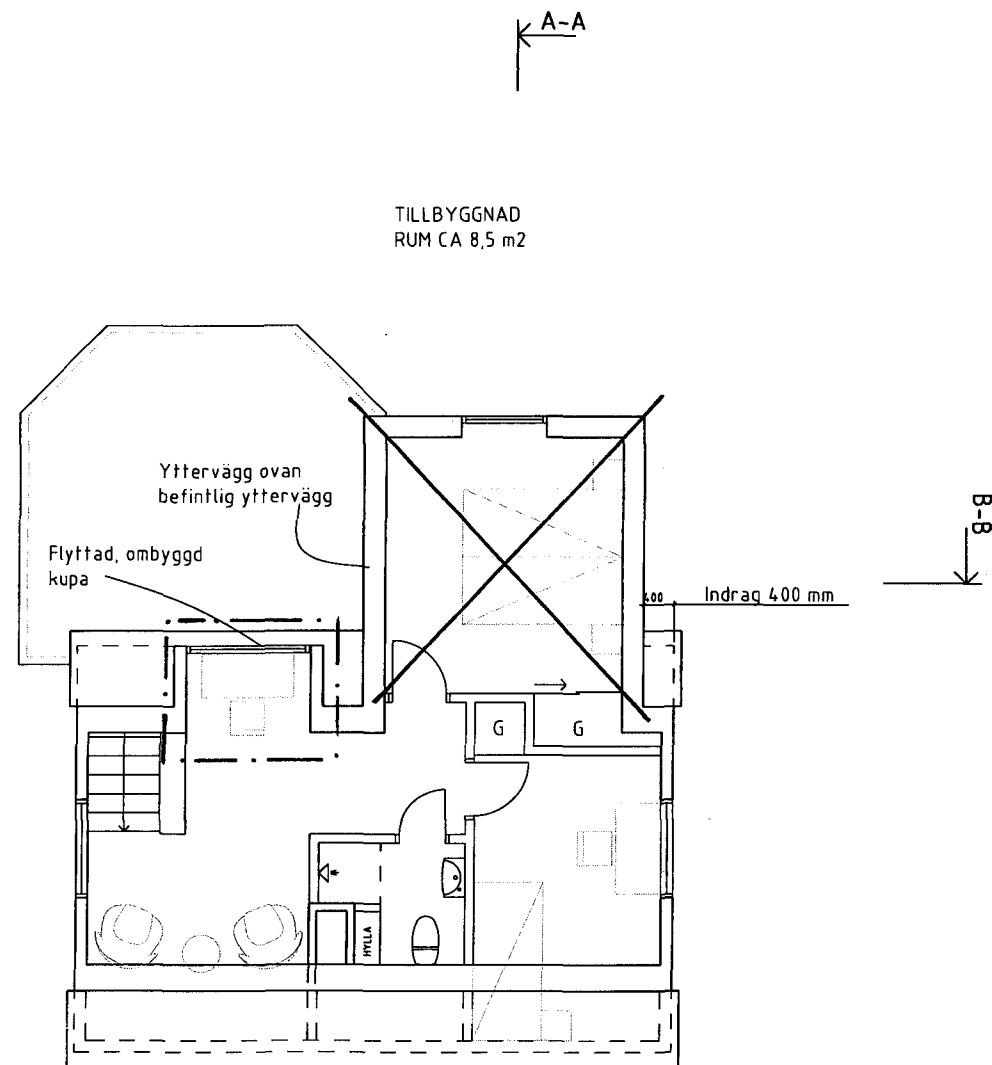 A-A
TILLBYGGNAD
RUM CA 8,5 m2
Yttervägg ovan
befintlig yttervägg
Flyttad, ombyggd
kupa
B-B
400
Indrag 400 mm
G
G
HYLLA